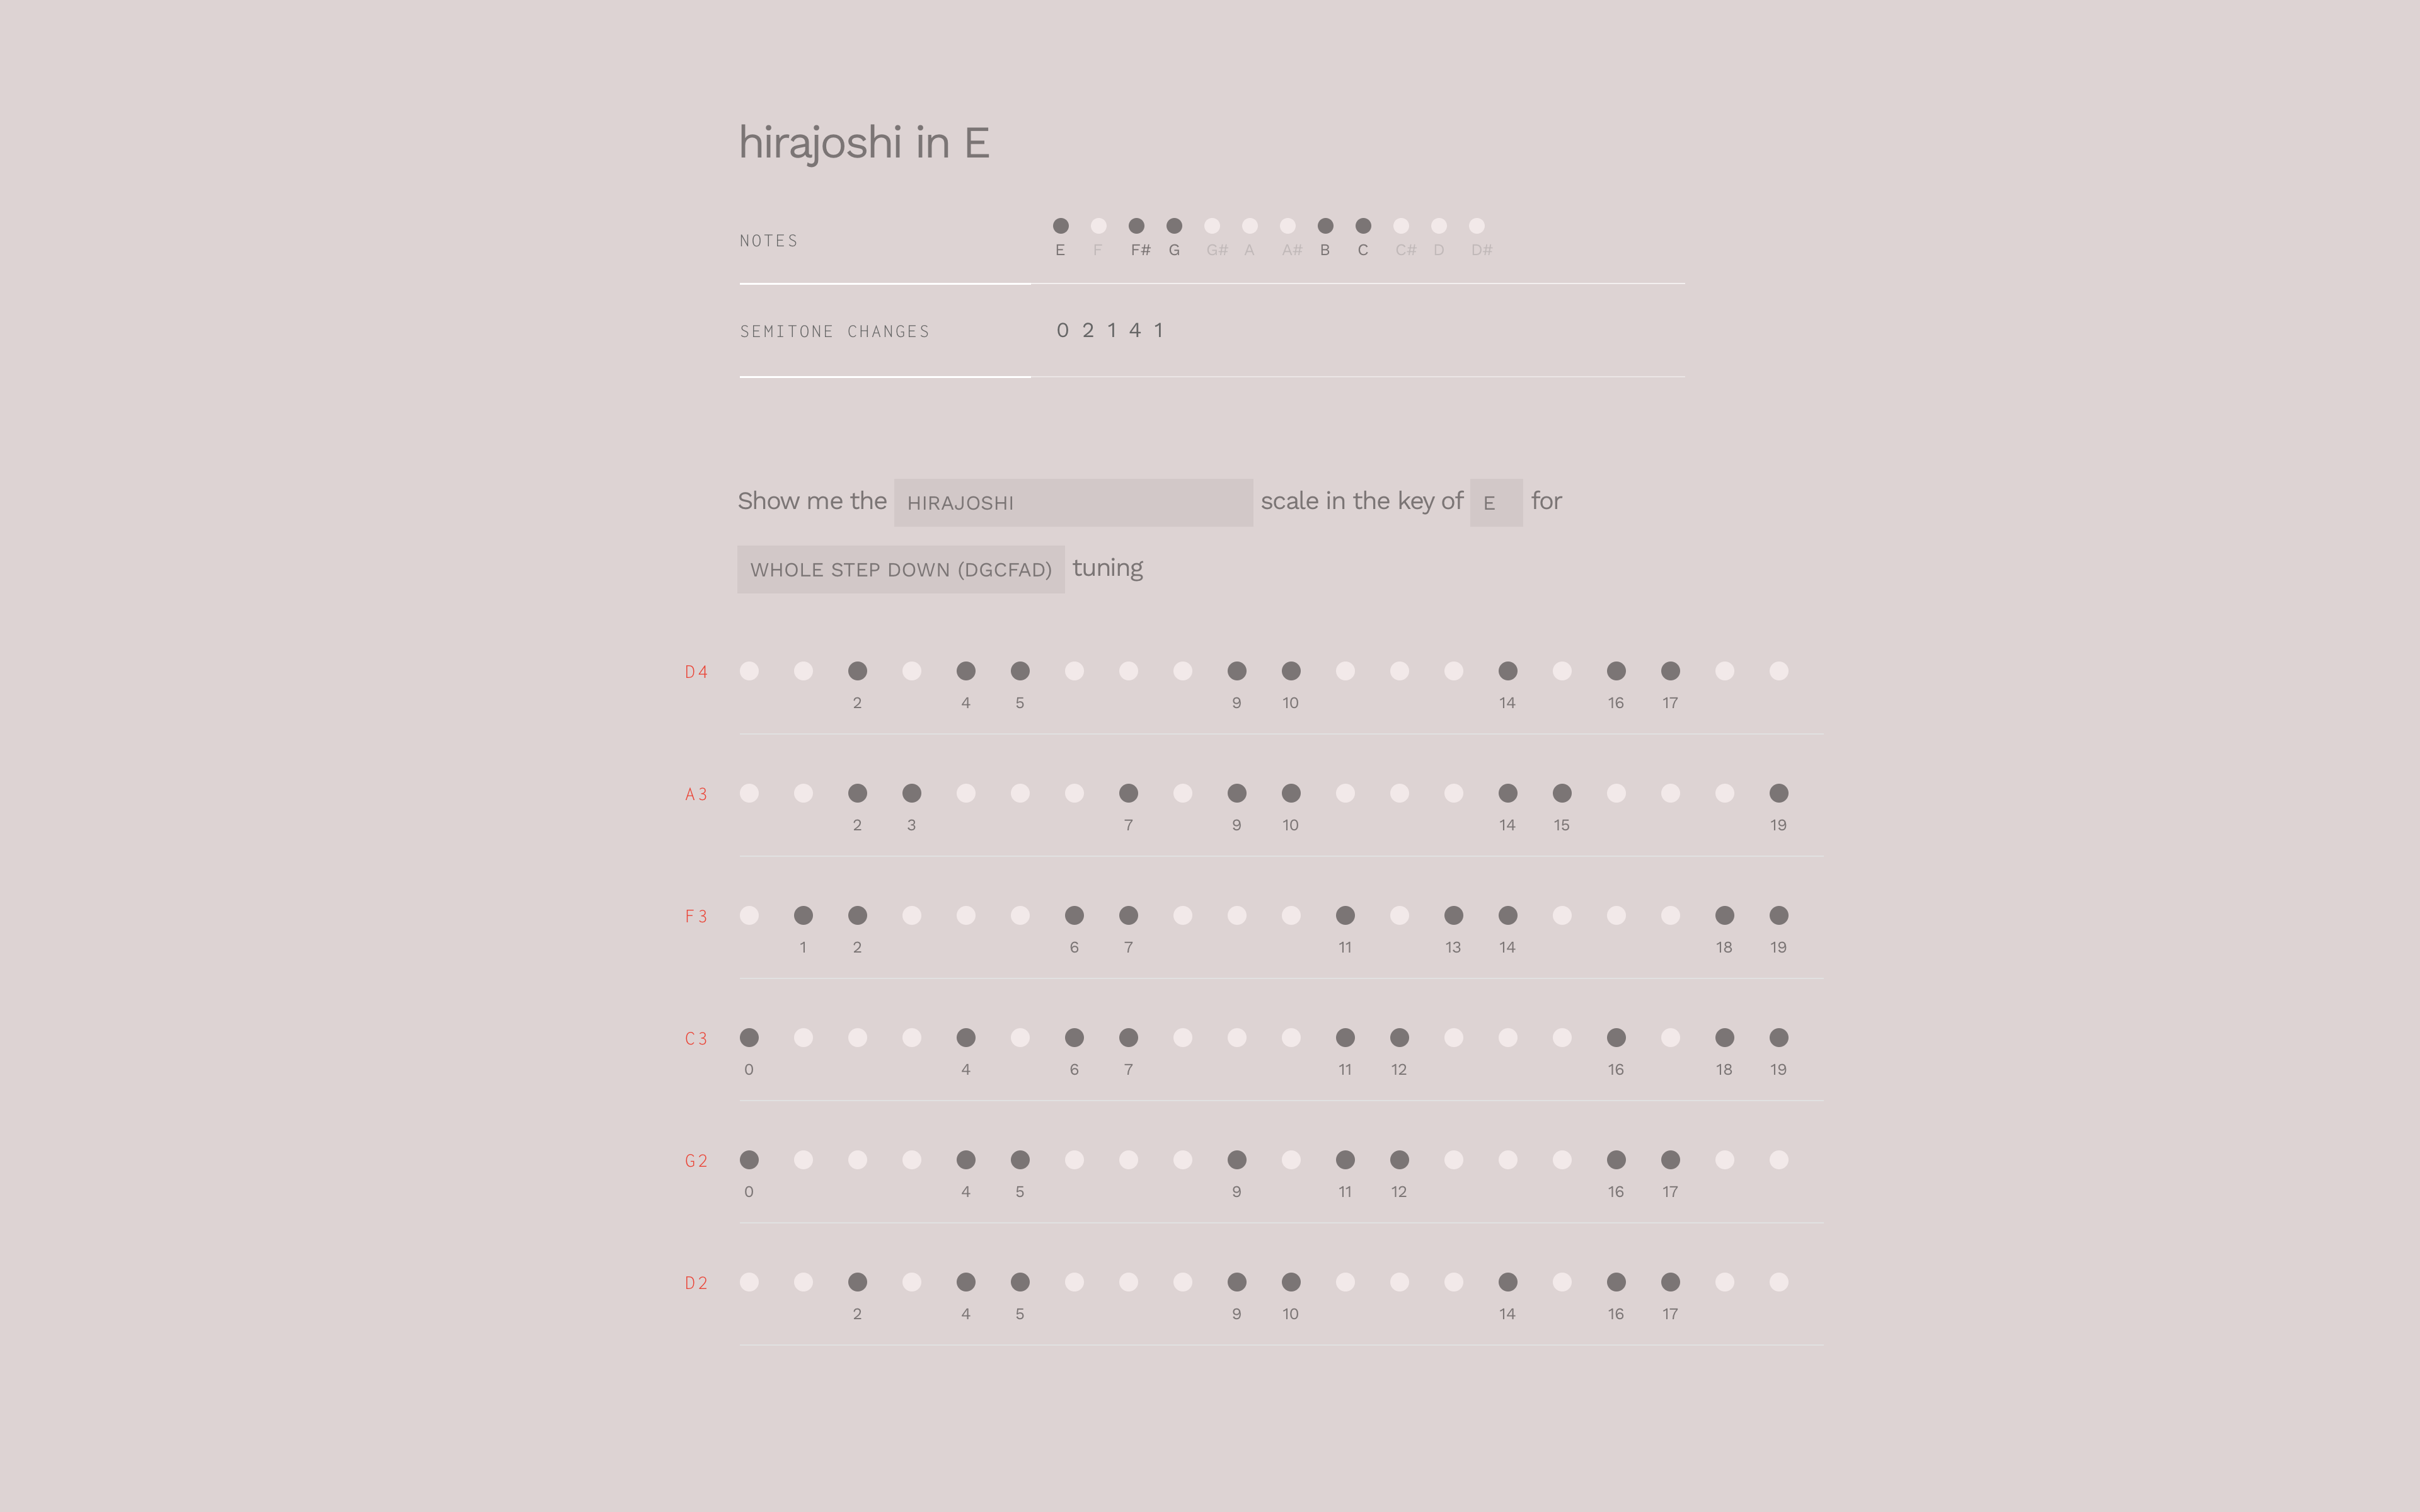 hirajoshi in E
NOTES
E F F# G G# A A# B C C# D D#
SEMITONE CHANGES
0 2 1 4 1
Show me the HIRAJOSHI scale in the key of E for
WHOLE STEP DOWN (DGCFAD) tuning
D4
2 4 5 9 10 14 16 17
A3
2 3 7 9 10 14 15 19
F3
1 2 6 7 11 13 14 18 19
C3
0 4 6 7 11 12 16 18 19
G2
0 4 5 9 11 12 16 17
D2
2 4 5 9 10 14 16 17